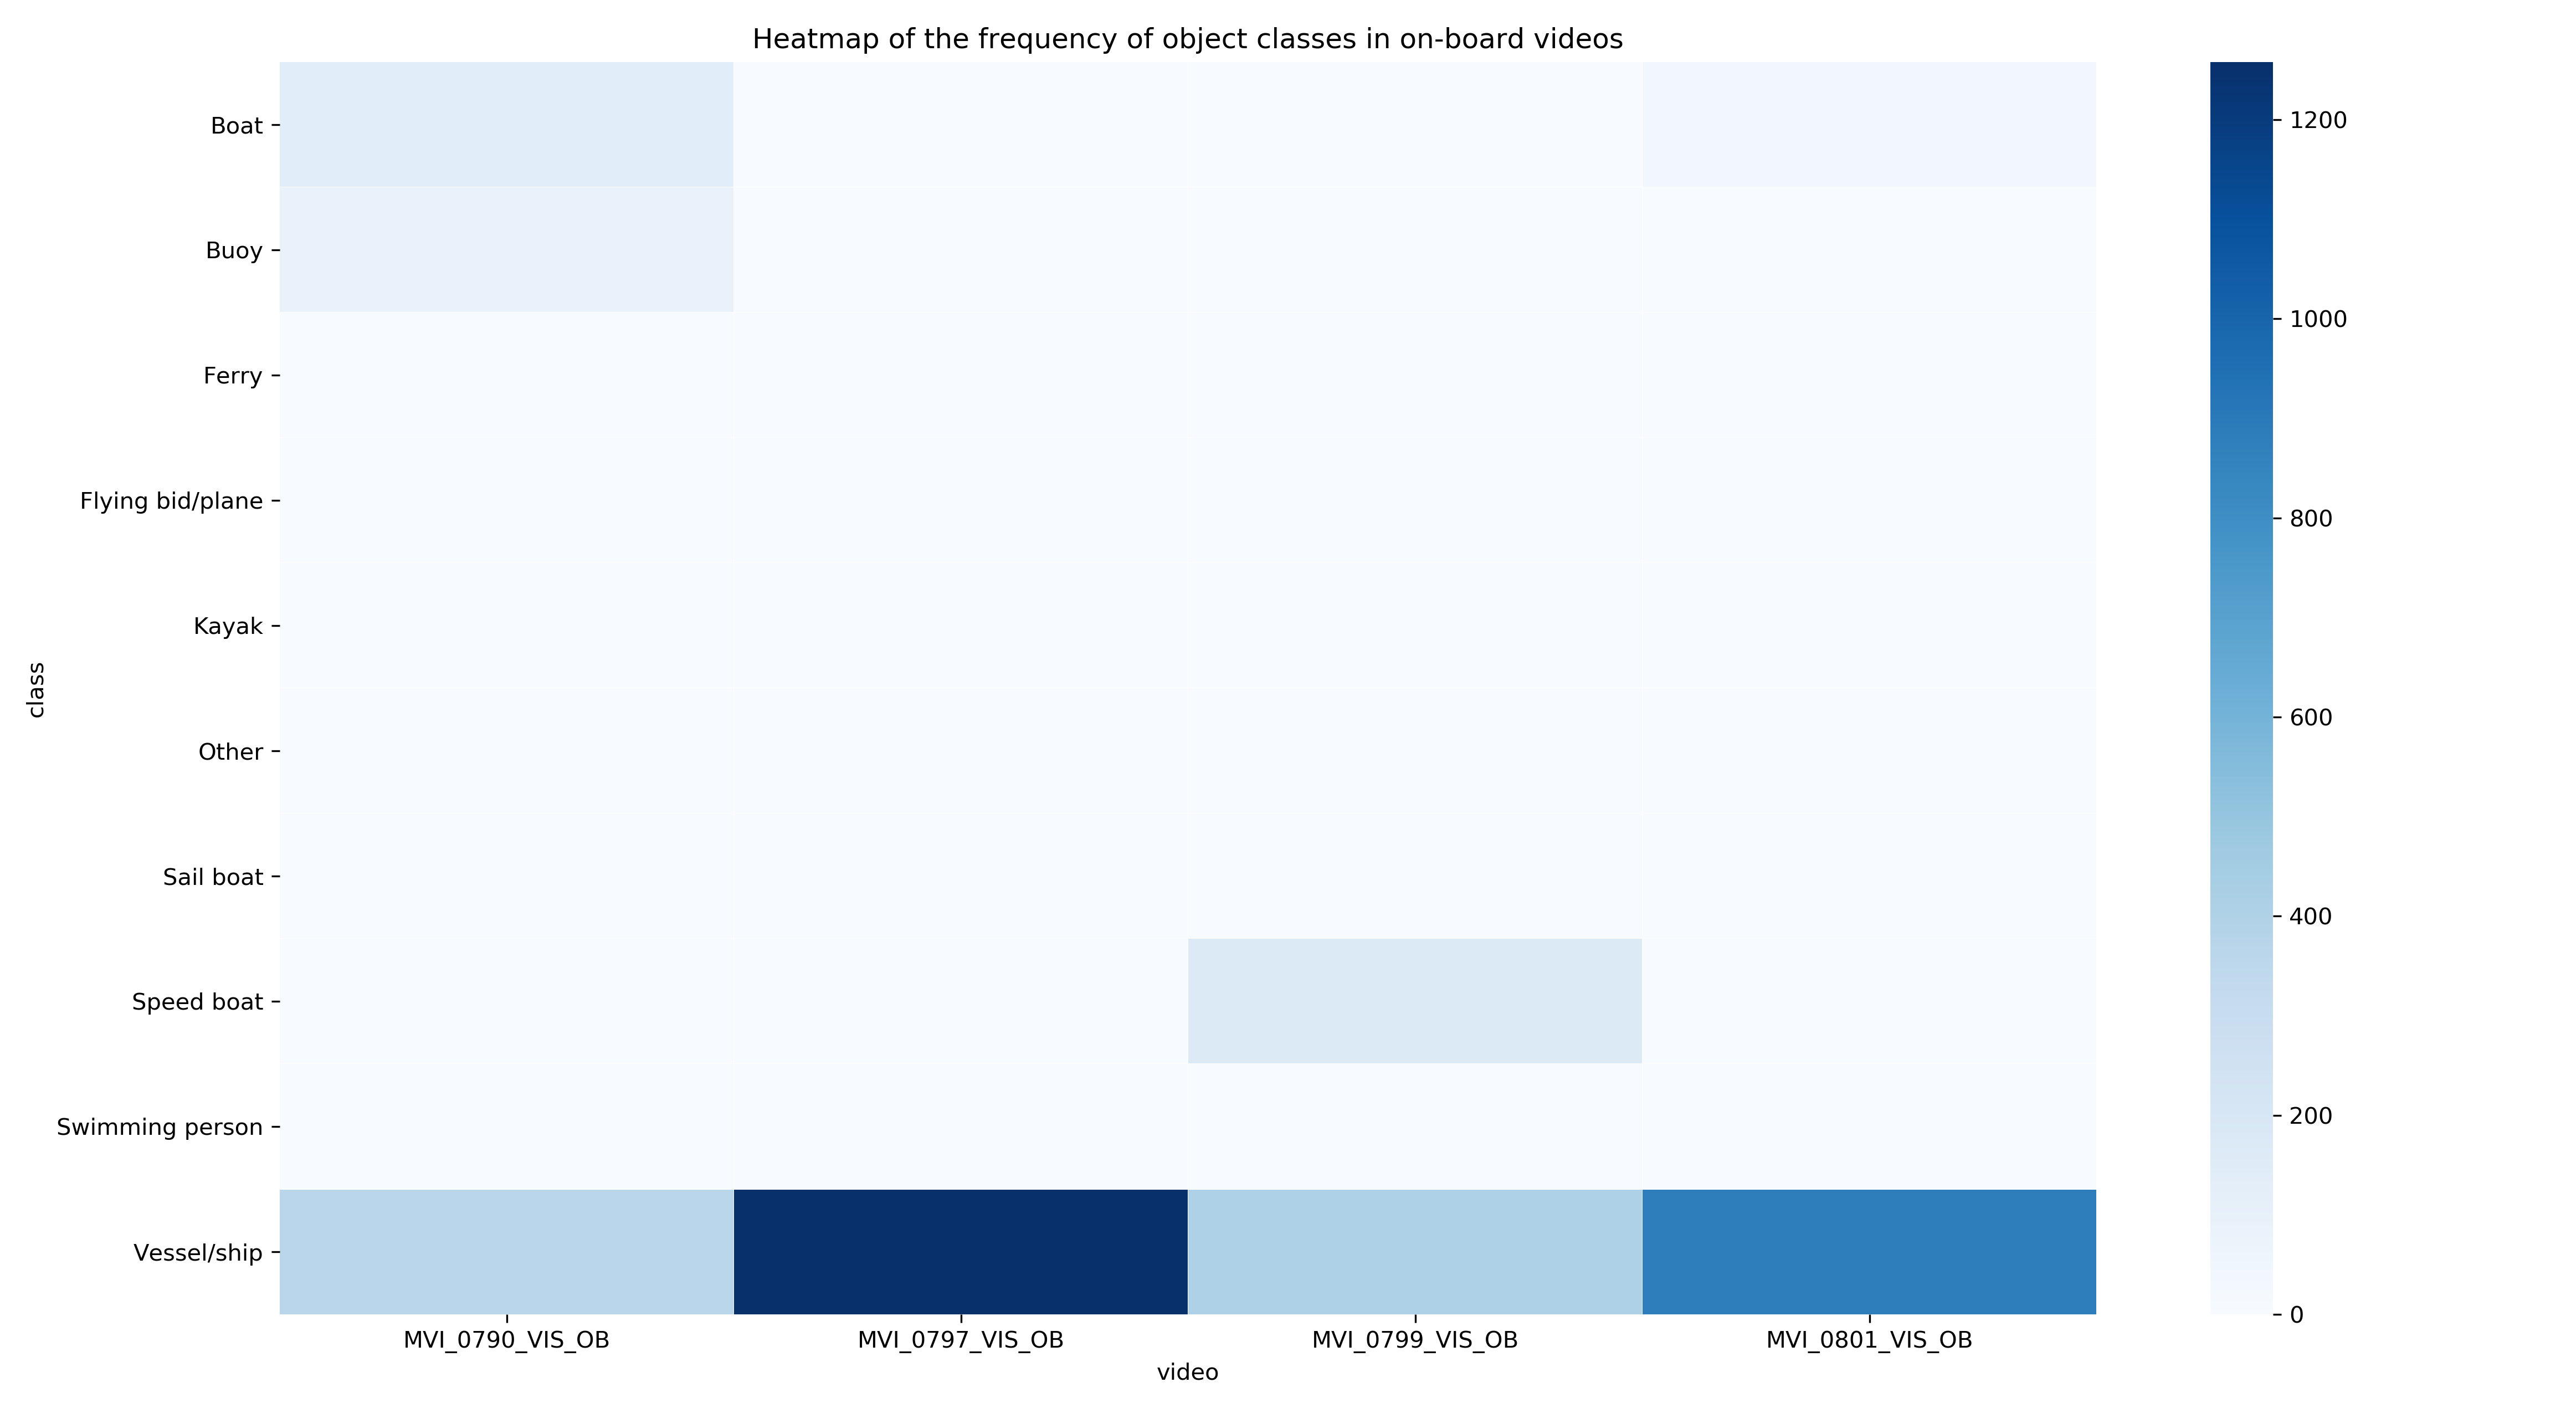 Heatmap of the frequency of object classes in on-board videos
Boat
Buoy
Ferry
Flying bid/plane
Kayak
Other
Sail boat
Speed boat
Swimming person
Vessel/ship
class
MVI_0790_VIS_OB
MVI_0797_VIS_OB
MVI_0799_VIS_OB
MVI_0801_VIS_OB
video
1200
1000
800
600
400
200
0